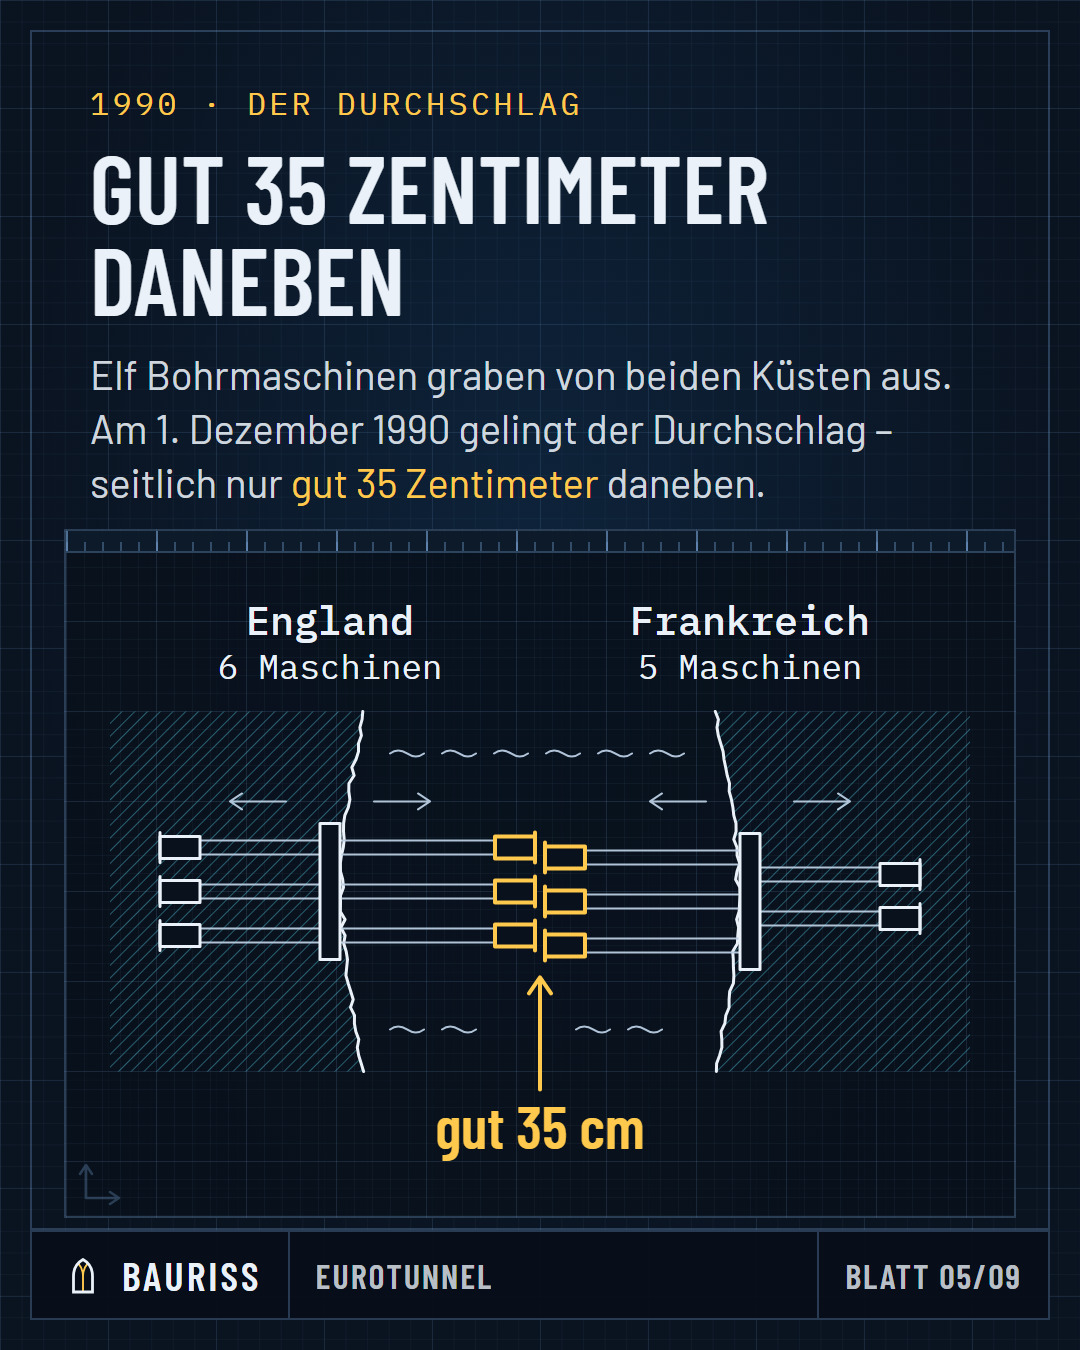 1990 · DER DURCHSCHLAG
GUT 35 ZENTIMETER
DANEBEN
Elf Bohrmaschinen graben von beiden Küsten aus.
Am 1. Dezember 1990 gelingt der Durchschlag –
seitlich nur gut 35 Zentimeter daneben.
England
6 Maschinen
Frankreich
5 Maschinen
gut 35 cm
BAURISS
EUROTUNNEL
BLATT 05/09